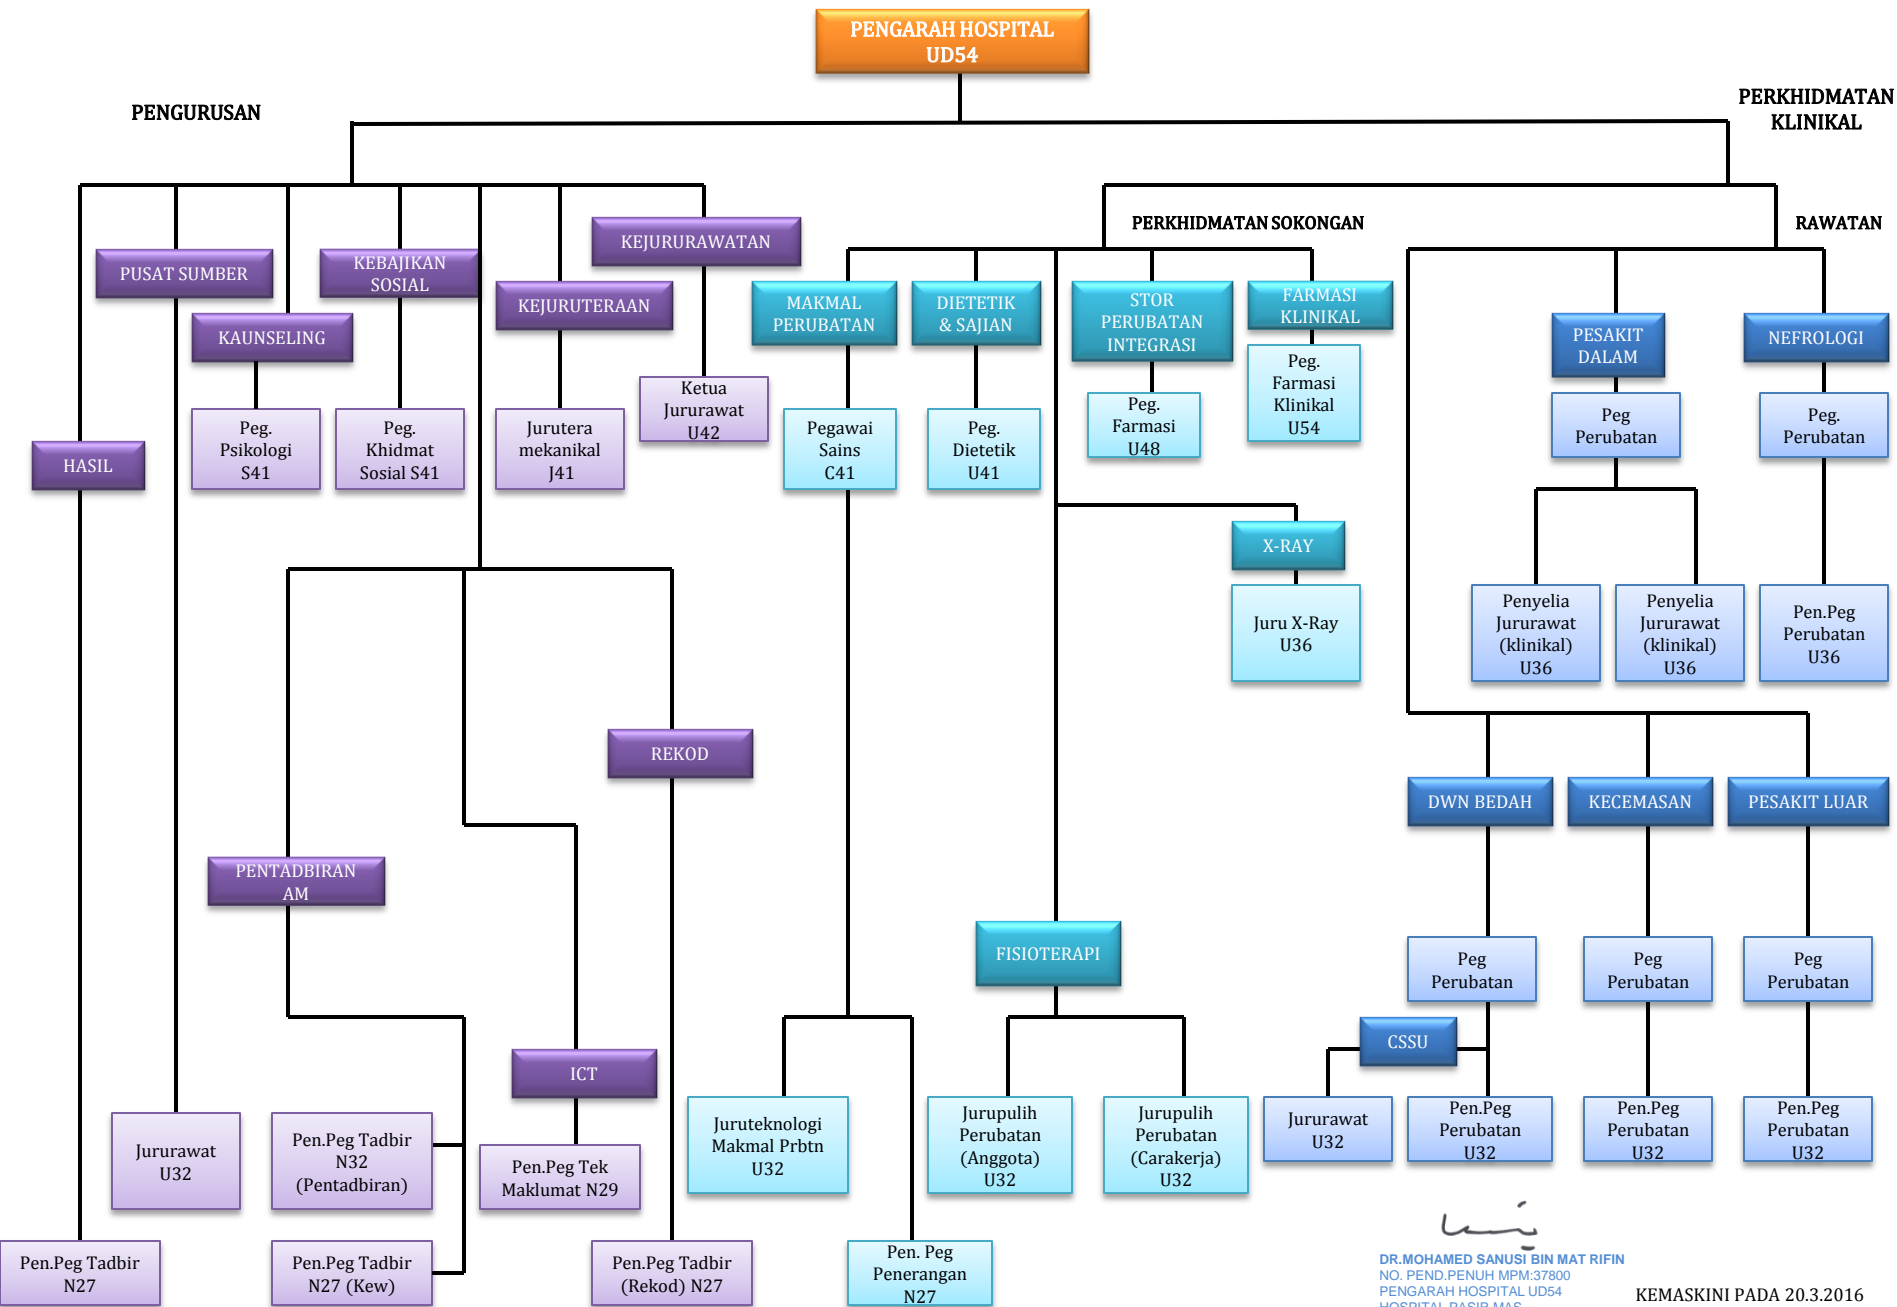 PENGARAH HOSPITAL
UD54
PENGURUSAN
PERKHIDMATAN
KLINIKAL
PERKHIDMATAN SOKONGAN
RAWATAN
KEJURURAWATAN
PUSAT SUMBER
KEBAJIKAN
SOSIAL
KEJURUTERAAN
KAUNSELING
HASIL
MAKMAL
PERUBATAN
DIETETIK
& SAJIAN
STOR
PERUBATAN
INTEGRASI
FARMASI
KLINIKAL
PESAKIT
DALAM
NEFROLOGI
Peg.
Psikologi
S41
Peg.
Khidmat
Sosial S41
Jurutera
mekanikal
J41
Ketua
Jururawat
U42
Pegawai
Sains
C41
Peg.
Dietetik
U41
Peg.
Farmasi
U48
Peg.
Farmasi
Klinikal
U54
Peg
Perubatan
Peg.
Perubatan
X-RAY
Juru X-Ray
U36
Penyelia
Jururawat
(klinikal)
U36
Penyelia
Jururawat
(klinikal)
U36
Pen.Peg
Perubatan
U36
REKOD
DWN BEDAH
KECEMASAN
PESAKIT LUAR
PENTADBIRAN
AM
FISIOTERAPI
Peg
Perubatan
Peg
Perubatan
Peg
Perubatan
CSSU
ICT
Jururawat
U32
Pen.Peg Tadbir
N32
(Pentadbiran)
Pen.Peg Tek
Maklumat N29
Juruteknologi
Makmal Prbtn
U32
Jurupulih
Perubatan
(Anggota)
U32
Jurupulih
Perubatan
(Carakerja)
U32
Jururawat
U32
Pen.Peg
Perubatan
U32
Pen.Peg
Perubatan
U32
Pen.Peg
Perubatan
U32
Pen.Peg Tadbir
N27
Pen.Peg Tadbir
N27 (Kew)
Pen.Peg Tadbir
(Rekod) N27
Pen. Peg
Penerangan
N27
DR.MOHAMED SANUSI BIN MAT RIFIN
NO. PEND.PENUH MPM:37800
PENGARAH HOSPITAL UD54
HOSPITAL PASIR MAS
KEMASKINI PADA 20.3.2016